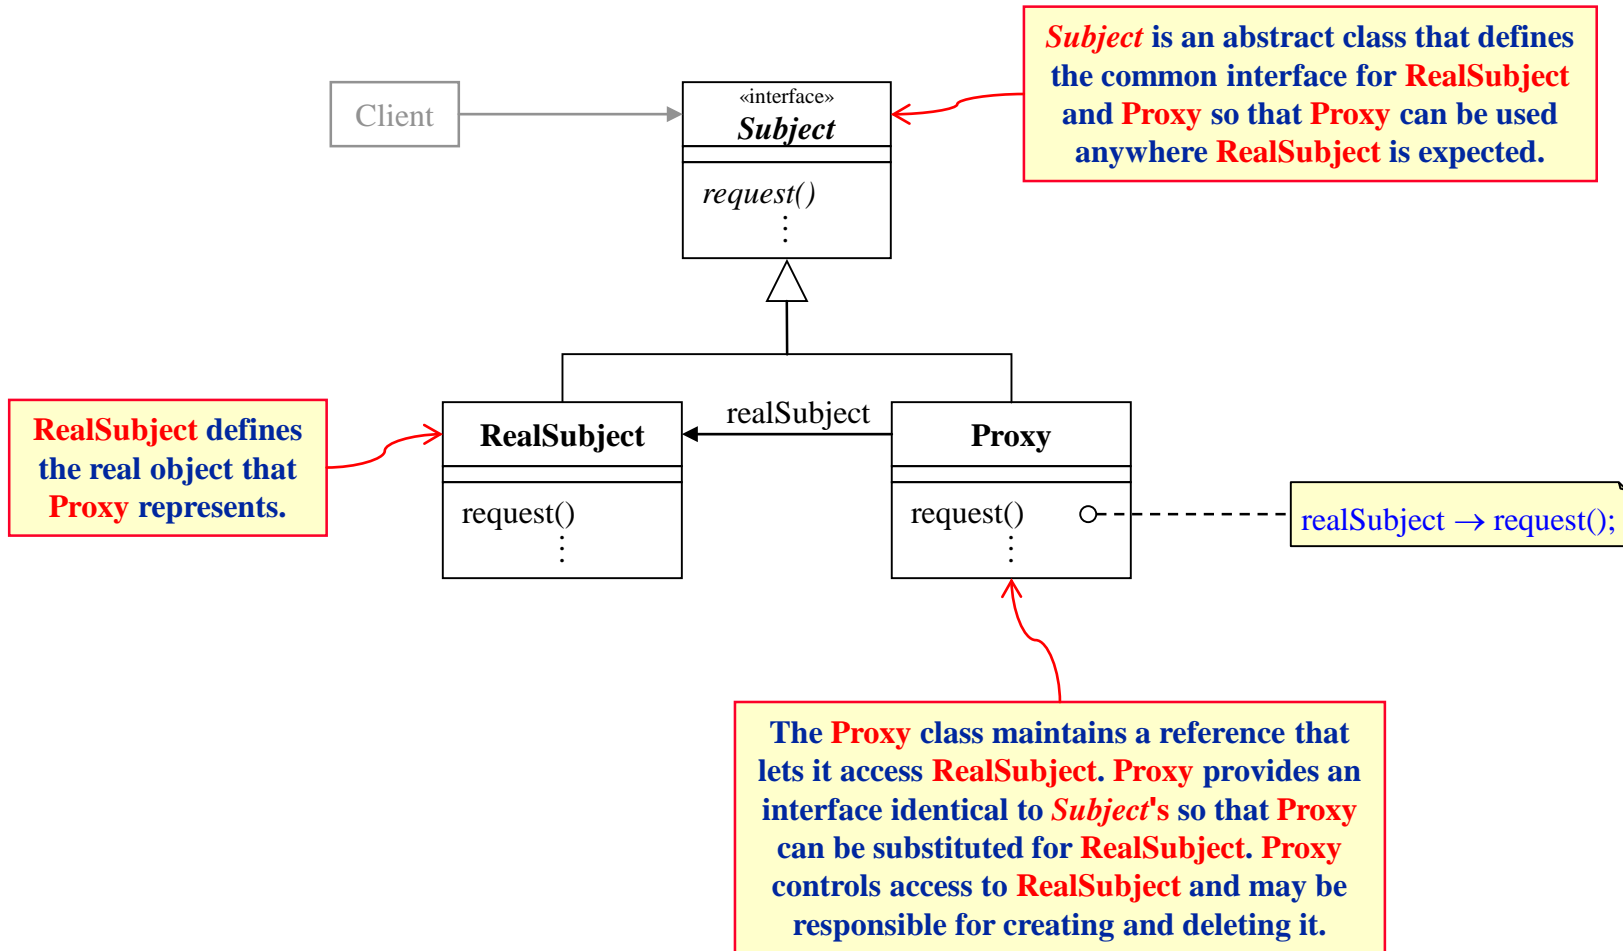 Subject is an abstract class that defines
the common interface for RealSubject
and Proxy so that Proxy can be used
anywhere RealSubject is expected.
Client
«interface»
Subject
request()
⋮
RealSubject defines
the real object that
Proxy represents.
RealSubject
request()
⋮
realSubject
Proxy
request()
⋮
realSubject → request();
The Proxy class maintains a reference that
lets it access RealSubject. Proxy provides an
interface identical to Subject's so that Proxy
can be substituted for RealSubject. Proxy
controls access to RealSubject and may be
responsible for creating and deleting it.